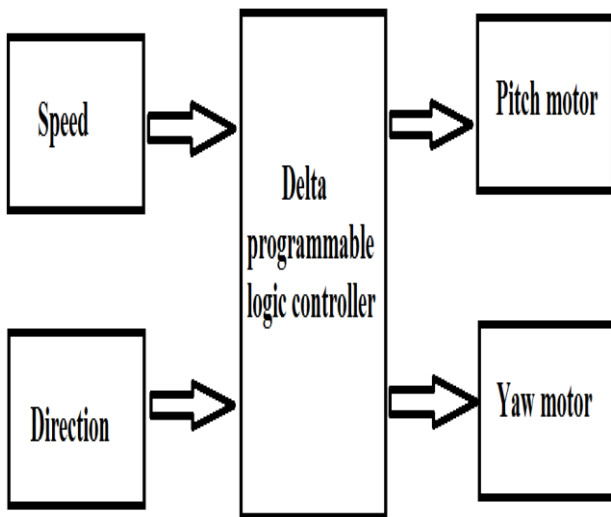 Speed
Direction
Delta
programmable
logic controller
Pitch motor
Yaw motor